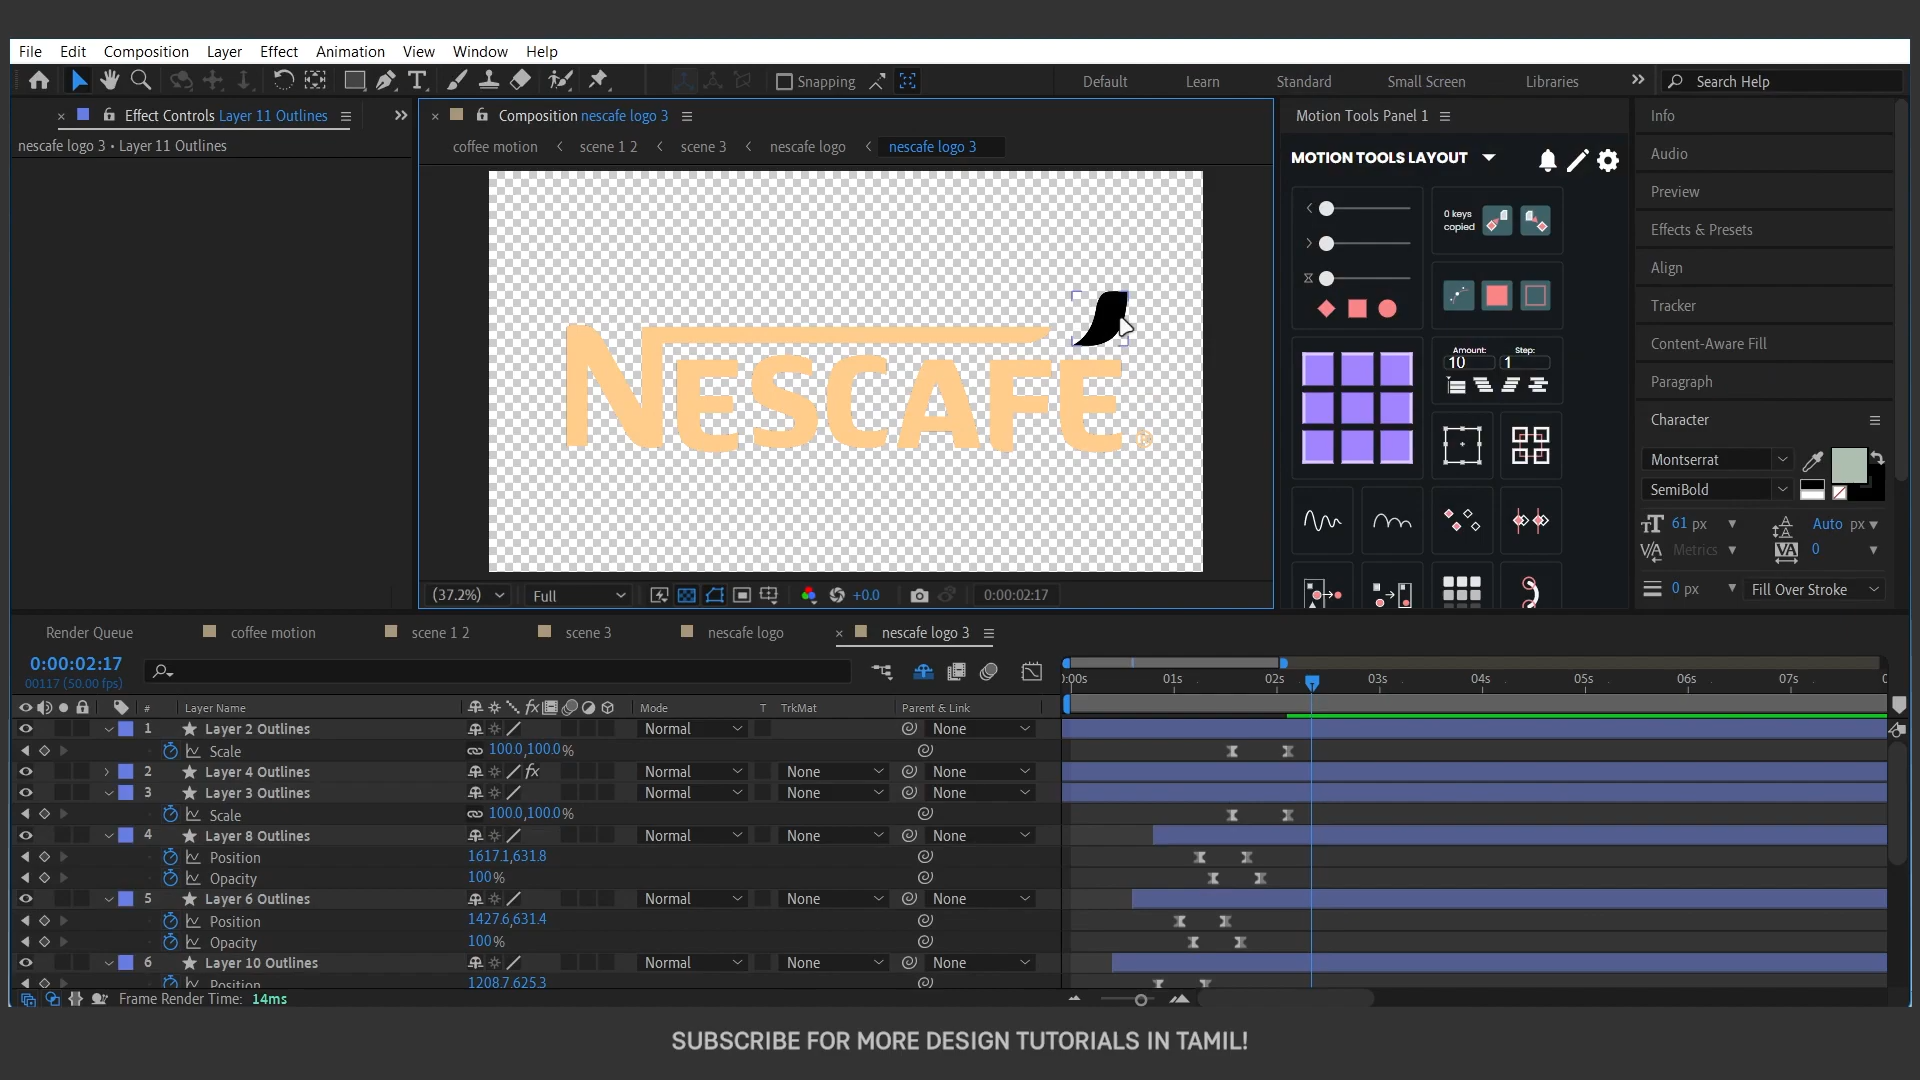 File Edit Composition Layer Effect Animation View Window Help
Snapping
Default Learn Standard Small Screen Libraries
Search Help
Effect Controls Layer 11 Outlines
nescafe logo 3 • Layer 11 Outlines
Composition nescafe logo 3
coffee motion scene 1 2 scene 3 nescafe logo nescafe logo 3
NESCAFE ®
(37.2%) Full +0.0 0:00:02:17
Motion Tools Panel 1
MOTION TOOLS LAYOUT
0 keys
copied
Amount: Step:
10 1
Info
Audio
Preview
Effects & Presets
Align
Tracker
Content-Aware Fill
Paragraph
Character
Montserrat
SemiBold
61 px Auto px
Metrics 0
0 px Fill Over Stroke
Render Queue coffee motion scene 1 2 scene 3 nescafe logo nescafe logo 3
0:00:02:17
00117 (50.00 fps)
):00s 01s 02s 03s 04s 05s 06s 07s
# Layer Name Mode T TrkMat Parent & Link
1 Layer 2 Outlines Normal None
Scale 100.0,100.0%
2 Layer 4 Outlines fx Normal None None
3 Layer 3 Outlines Normal None None
Scale 100.0,100.0%
4 Layer 8 Outlines Normal None None
Position 1617.1,631.8
Opacity 100%
5 Layer 6 Outlines Normal None None
Position 1427.6,631.4
Opacity 100%
6 Layer 10 Outlines Normal None None
Position 1208.7,625.3
Frame Render Time: 14ms
SUBSCRIBE FOR MORE DESIGN TUTORIALS IN TAMIL!